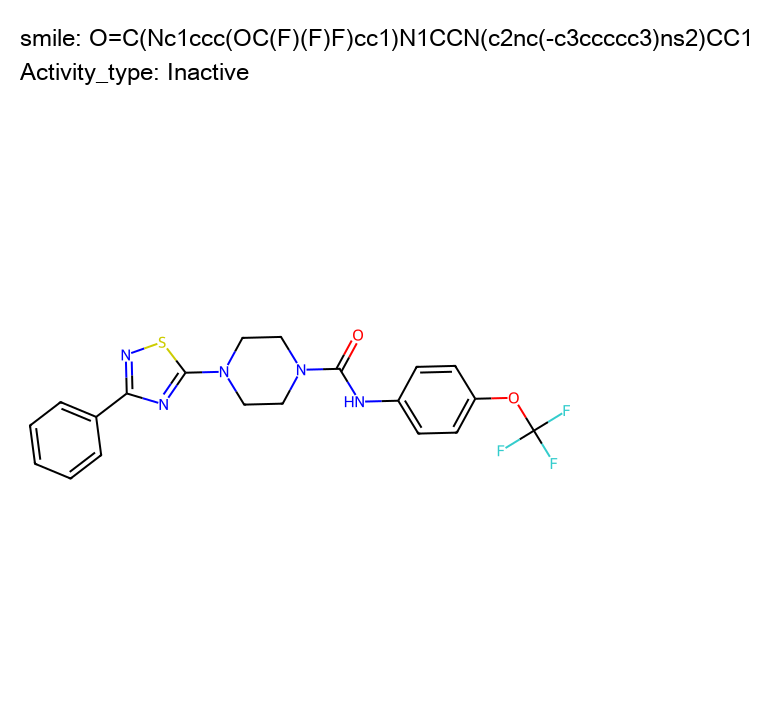 smile: O=C(Nc1ccc(OC(F)(F)F)cc1)N1CCN(c2nc(-c3ccccc3)ns2)CC1
Activity_type: Inactive
S
O
N
N
N
N
HN
O
F
F
F